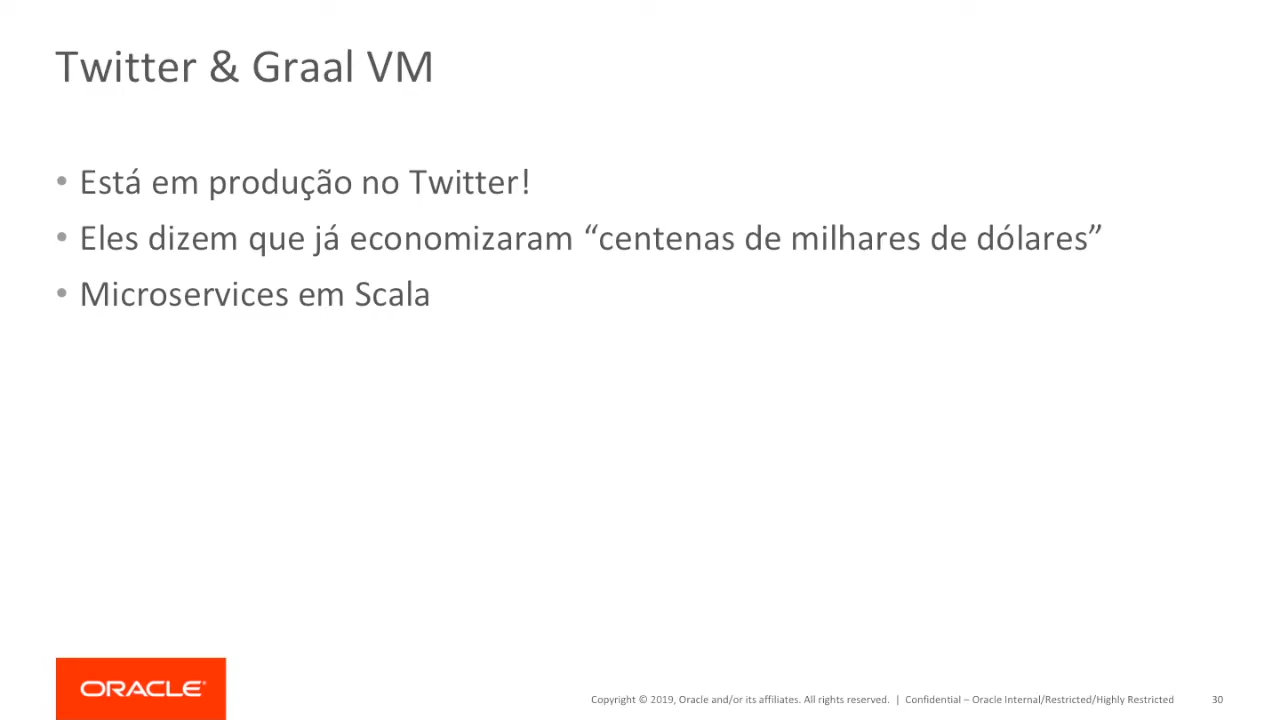 Twitter & Graal VM
• Está em produção no Twitter!
• Eles dizem que já economizaram “centenas de milhares de dólares”
• Microservices em Scala
ORACLE®
Copyright © 2019, Oracle and/or its affiliates. All rights reserved. | Confidential – Oracle Internal/Restricted/Highly Restricted 30